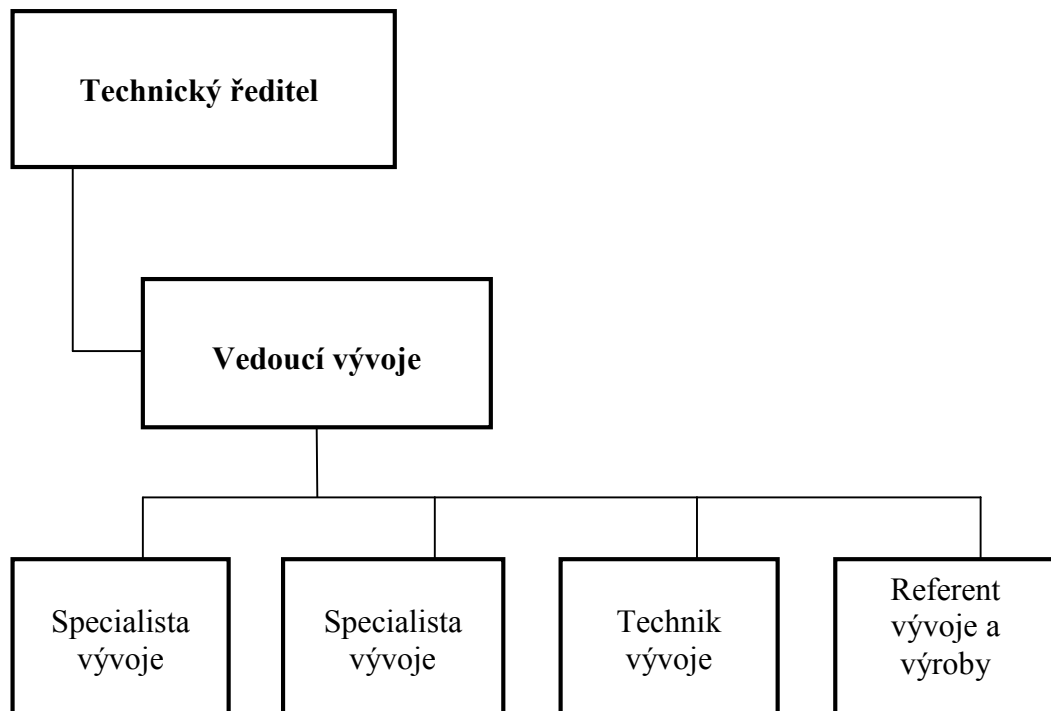 Technický ředitel
Vedoucí vývoje
Specialista
vývoje
Specialista
vývoje
Technik
vývoje
Referent
vývoje a
výroby